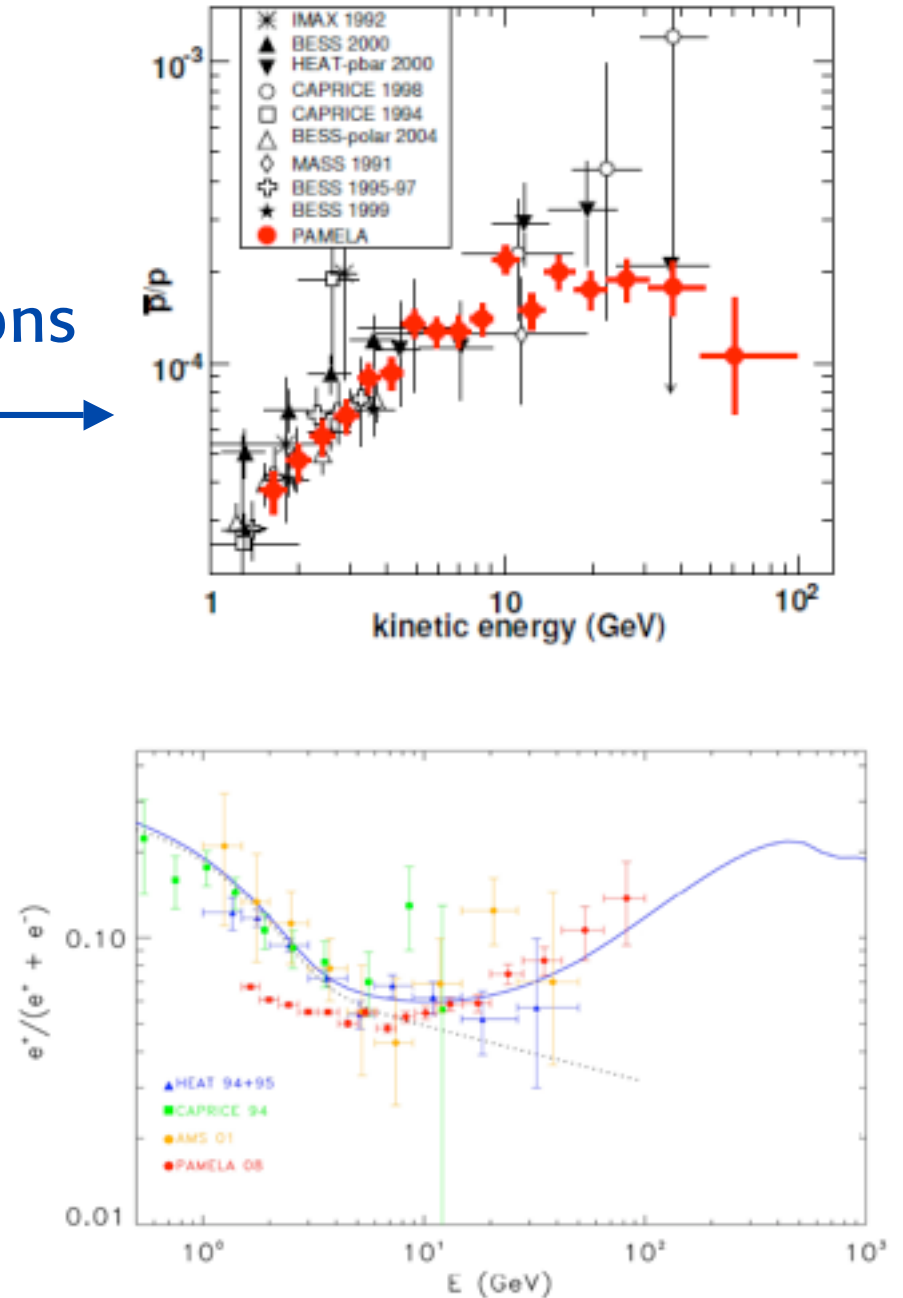 IMAX 1992
BESS 2000
HEAT-pbar 2000
CAPRICE 1998
CAPRICE 1994
BESS-polar 2004
MASS 1991
BESS 1995-97
BESS 1999
PAMELA
10-3
p̅/p
ons
10-4
1
10
10²
kinetic energy (GeV)
e⁺/(e⁺ + e⁻)
0.10
HEAT 94+95
CAPRICE 94
AMS 01
PAMELA 08
0.01
10⁰
10¹
10²
10³
E (GeV)